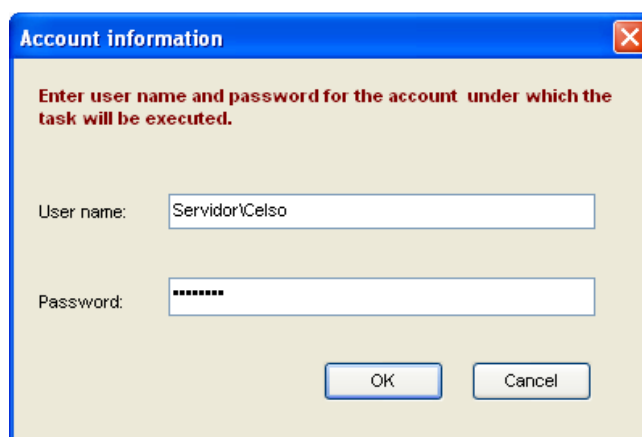 Account information
Enter user name and password for the account under which the
task will be executed.
User name:
Servidor\Celso
Password:
••••••••
OK
Cancel